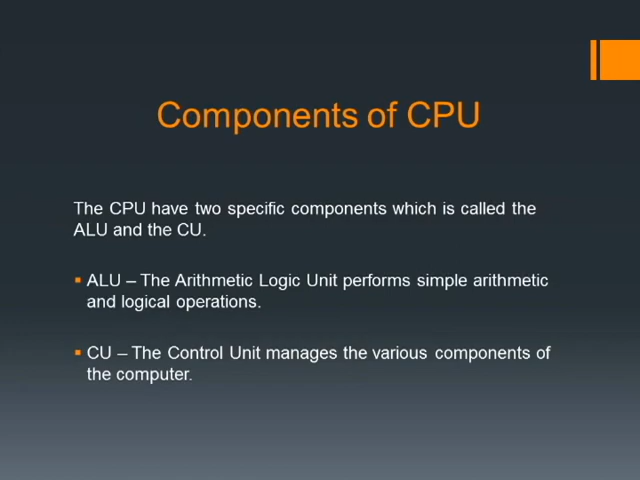 Components of CPU
The CPU have two specific components which is called the
ALU and the CU.
▪ ALU – The Arithmetic Logic Unit performs simple arithmetic
and logical operations.
▪ CU – The Control Unit manages the various components of
the computer.